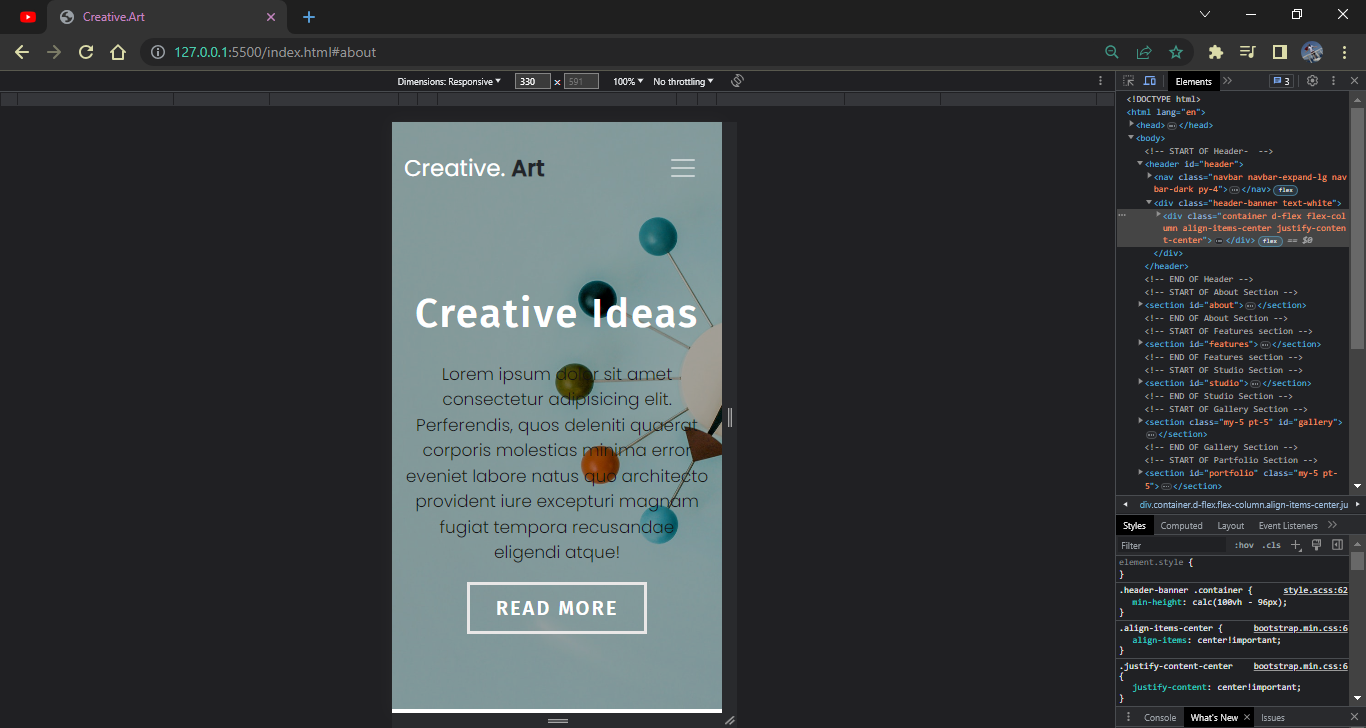 Creative.Art
127.0.0.1:5500/index.html#about
Dimensions: Responsive 330 × 591 100% No throttling
Elements 3
Creative. Art
Creative Ideas
Lorem ipsum dolor sit amet
consectetur adipisicing elit.
Perferendis, quos deleniti quaerat
corporis molestias minima error
eveniet labore natus quo architecto
provident iure excepturi magnam
fugiat tempora recusandae
eligendi atque!
READ MORE
<!DOCTYPE html>
<html lang="en">
<head>…</head>
<body>
<!-- START OF Header-  -->
<header id="header">
<nav class="navbar navbar-expand-lg nav
bar-dark py-4">…</nav> flex
<div class="header-banner text-white">
<div class="container d-flex flex-col
umn align-items-center justify-conten
t-center">…</div> flex == $0
</div>
</header>
<!-- END OF Header -->
<!-- START OF About Section -->
<section id="about">…</section>
<!-- END OF About Section -->
<!-- START OF Features section -->
<section id="features">…</section>
<!-- END OF Features section -->
<!-- START OF Studio Section -->
<section id="studio">…</section>
<!-- END OF Studio Section -->
<!-- START OF Gallery Section -->
<section class="my-5 pt-5" id="gallery">
…</section>
<!-- END OF Gallery Section -->
<!-- START OF Partfolio Section -->
<section id="portfolio" class="my-5 pt-
5">…</section>
div.container.d-flex.flex-column.align-items-center.ju
Styles Computed Layout Event Listeners
Filter :hov .cls
element.style {
}
.header-banner .container { style.scss:62
min-height: calc(100vh - 96px);
}
.align-items-center { bootstrap.min.css:6
align-items: center!important;
}
.justify-content-center bootstrap.min.css:6
{
justify-content: center!important;
}
Console What's New Issues